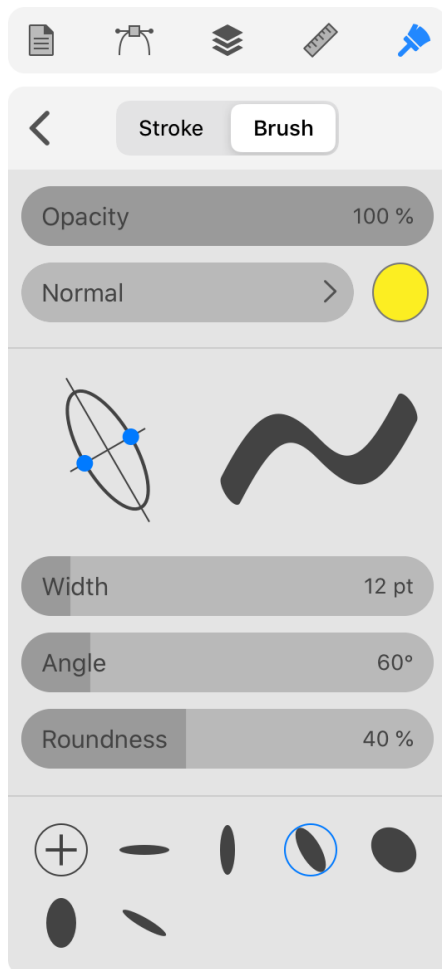 Stroke Brush
Opacity 100 %
Normal
Width 12 pt
Angle 60°
Roundness 40 %